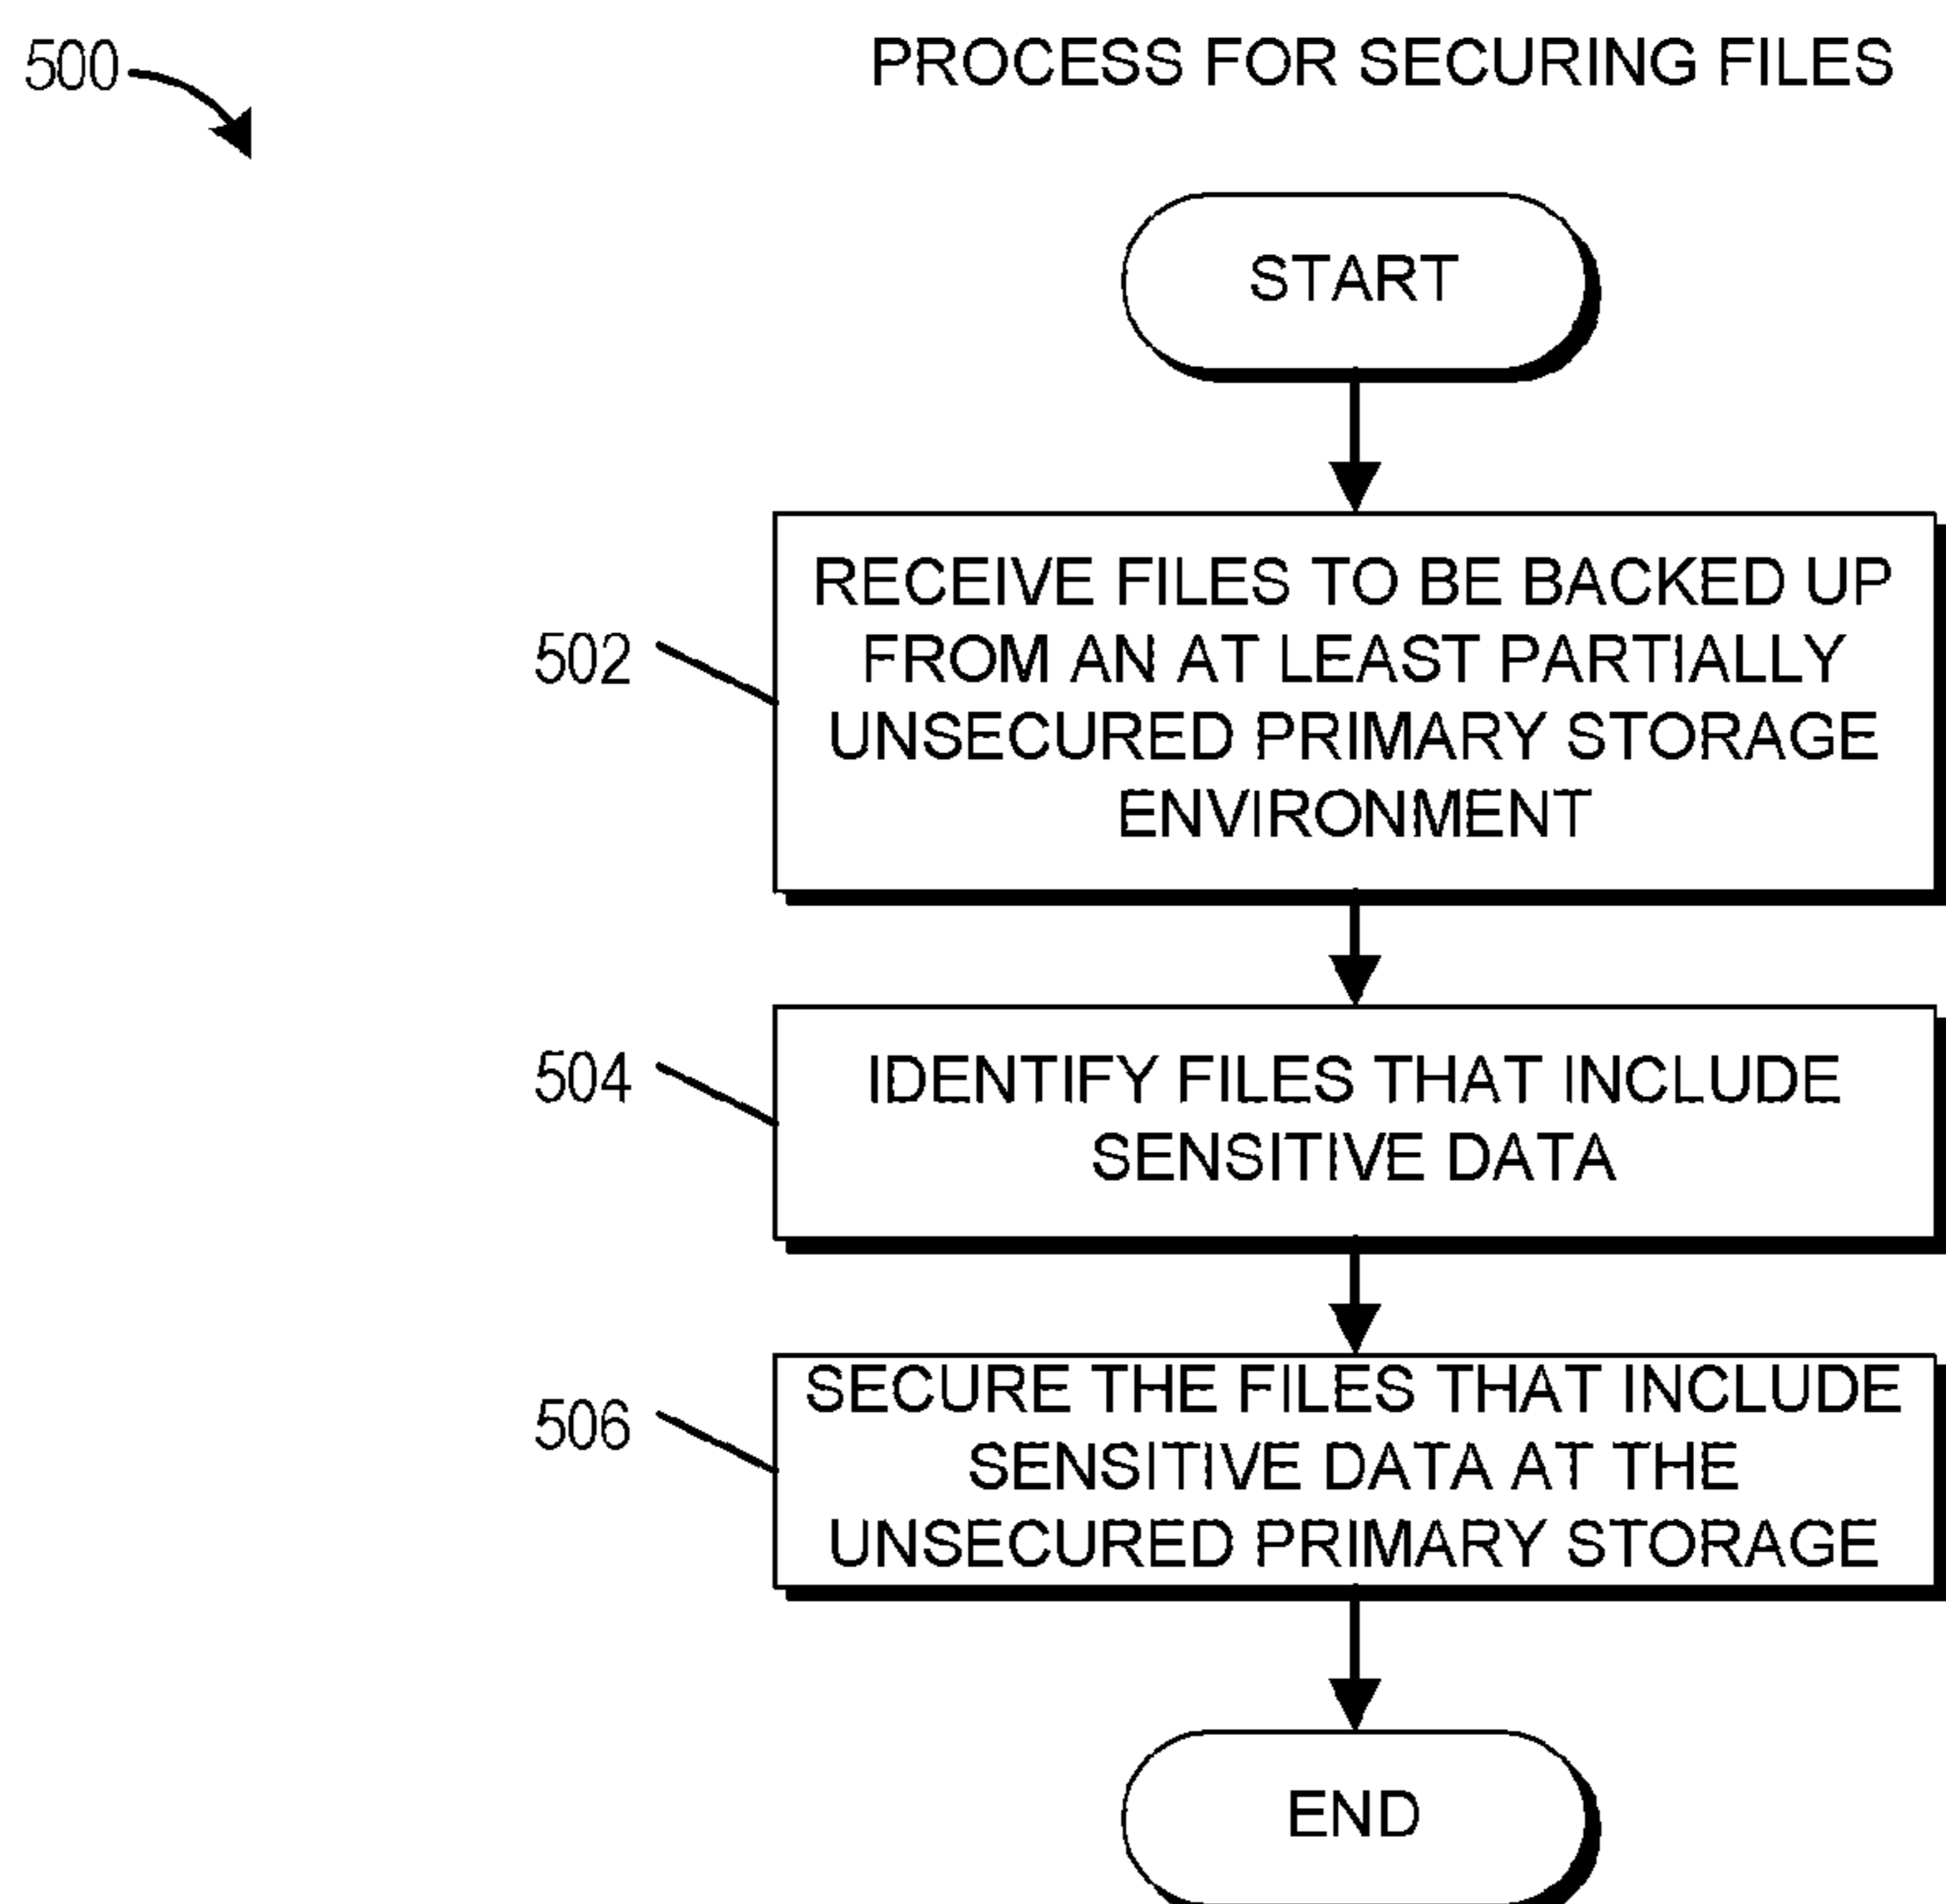 500
PROCESS FOR SECURING FILES
START
502
RECEIVE FILES TO BE BACKED UP
FROM AN AT LEAST PARTIALLY
UNSECURED PRIMARY STORAGE
ENVIRONMENT
504
IDENTIFY FILES THAT INCLUDE
SENSITIVE DATA
506
SECURE THE FILES THAT INCLUDE
SENSITIVE DATA AT THE
UNSECURED PRIMARY STORAGE
END